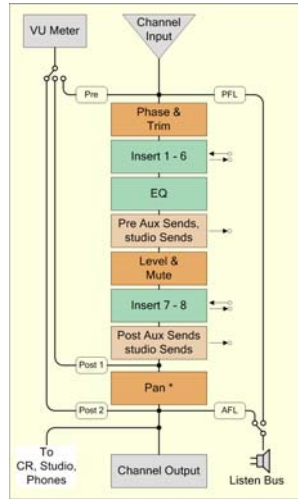 VU Meter
Channel
Input
Pre
PFL
Phase &
Trim
Insert 1 - 6
EQ
Pre Aux Sends,
studio Sends
Level &
Mute
Insert 7 - 8
Post Aux Sends
studio Sends
Post 1
Pan *
Post 2
AFL
To
CR, Studio,
Phones
Channel Output
Listen Bus